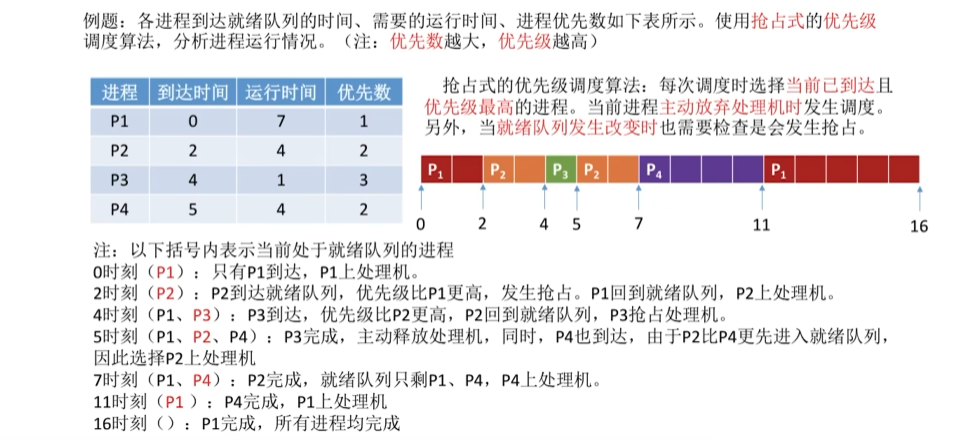 例题：各进程到达就绪队列的时间、需要的运行时间、进程优先数如下表所示。使用抢占式的优先级
调度算法，分析进程运行情况。（注：优先数越大，优先级越高）
进程 到达时间 运行时间 优先数
P1 0 7 1
P2 2 4 2
P3 4 1 3
P4 5 4 2
抢占式的优先级调度算法：每次调度时选择当前已到达且
优先级最高的进程。当前进程主动放弃处理机时发生调度。
另外，当就绪队列发生改变时也需要检查是会发生抢占。
P1 P2 P3 P2 P4 P1
0 2 4 5 7 11 16
注：以下括号内表示当前处于就绪队列的进程
0时刻（P1）：只有P1到达，P1上处理机。
2时刻（P2）：P2到达就绪队列，优先级比P1更高，发生抢占。P1回到就绪队列，P2上处理机。
4时刻（P1、P3）：P3到达，优先级比P2更高，P2回到就绪队列，P3抢占处理机。
5时刻（P1、P2、P4）：P3完成，主动释放处理机，同时，P4也到达，由于P2比P4更先进入就绪队列，
因此选择P2上处理机
7时刻（P1、P4）：P2完成，就绪队列只剩P1、P4，P4上处理机。
11时刻（P1 ）：P4完成，P1上处理机
16时刻（）：P1完成，所有进程均完成